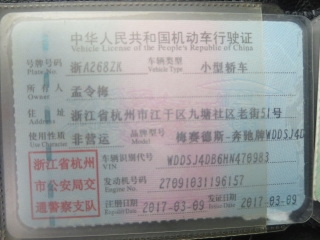 中华人民共和国机动车行驶证
Vehicle License of the People's Republic of China
号牌号码 Plate No. 浙A268ZK 车辆类型 Vehicle Type 小型轿车
所有人 Owner 孟令梅
住址 Address 浙江省杭州市江干区九塘社区老街51号
使用性质 Use Character 非营运 品牌型号 Model 梅赛德斯-奔驰牌WDDSJ4D
浙江省杭州市公安局交通警察支队
车辆识别代号 VIN WDDSJ4DB6HN470983
发动机号码 Engine No. 27091031196157
注册日期 Register Date 2017-03-09 发证日期 Issue Date 2017-03-09